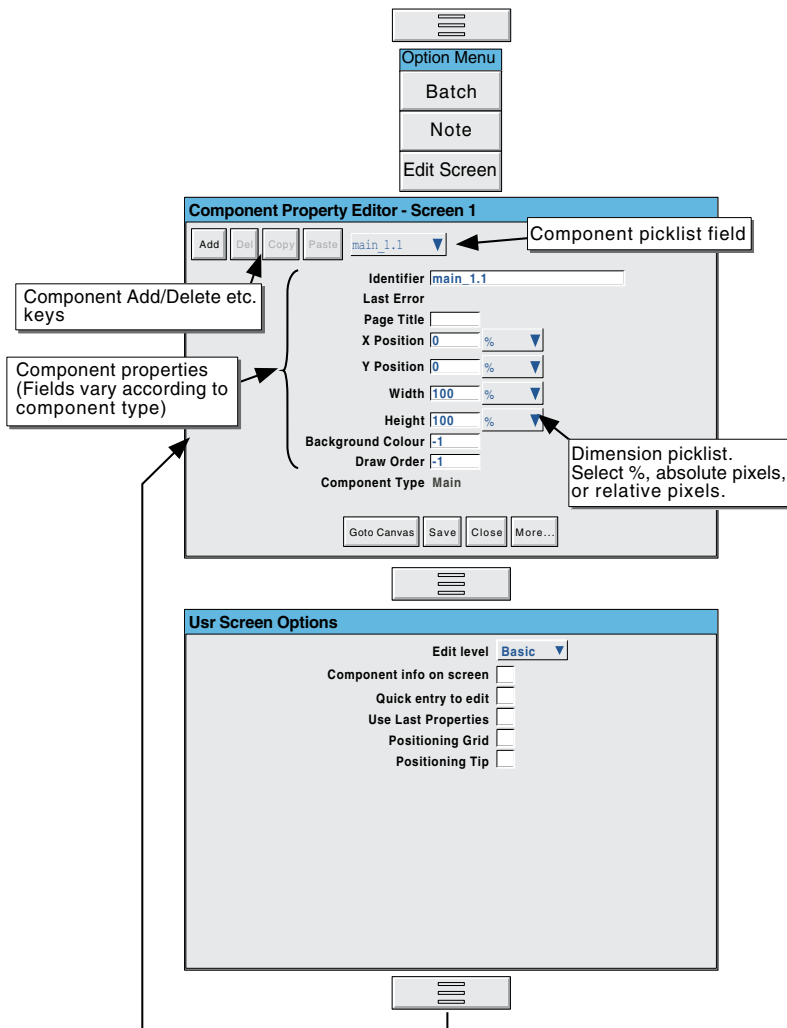 Option Menu
Batch
Note
Edit Screen
Component Property Editor - Screen 1
Add Del Copy Paste main_1.1
Component picklist field
Identifier main_1.1
Component Add/Delete etc.
keys
Last Error
Page Title
X Position 0 %
Component properties
(Fields vary according to
component type)
Y Position 0 %
Width 100 %
Height 100 %
Dimension picklist.
Select %, absolute pixels,
or relative pixels.
Background Colour -1
Draw Order -1
Component Type Main
Goto Canvas Save Close More...
Usr Screen Options
Edit level Basic
Component info on screen
Quick entry to edit
Use Last Properties
Positioning Grid
Positioning Tip